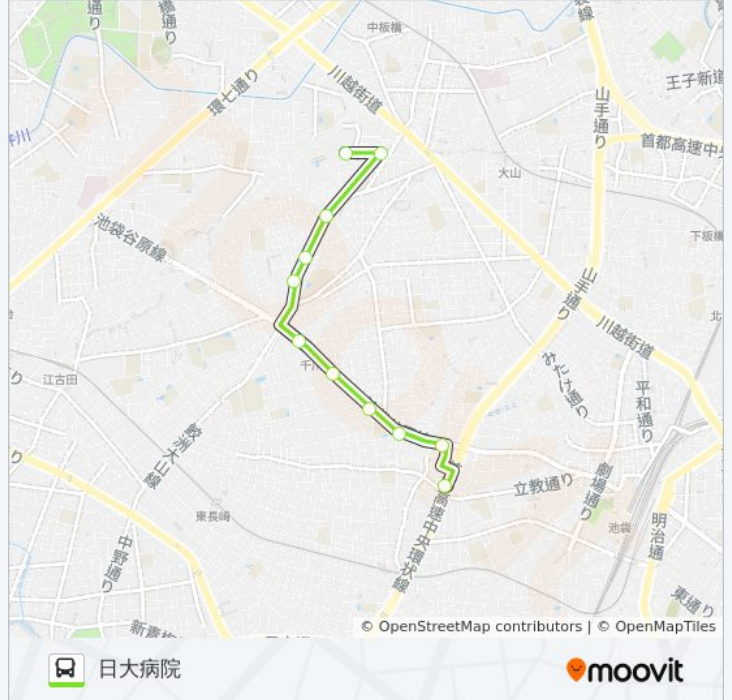 中板橋
環七通り
川越街道
山手通り
王子新道
首都高速中央
大山
池袋谷原線
下板橋
山手通り
川越街道
みたけ通り
平和通り
千川
江古田
鮫洲大山線
立教通り
劇場通り
高速中央環状線
東長崎
池袋
明治通
中野通り
東通り
© OpenStreetMap contributors | © OpenMapTiles
日大病院
moovit